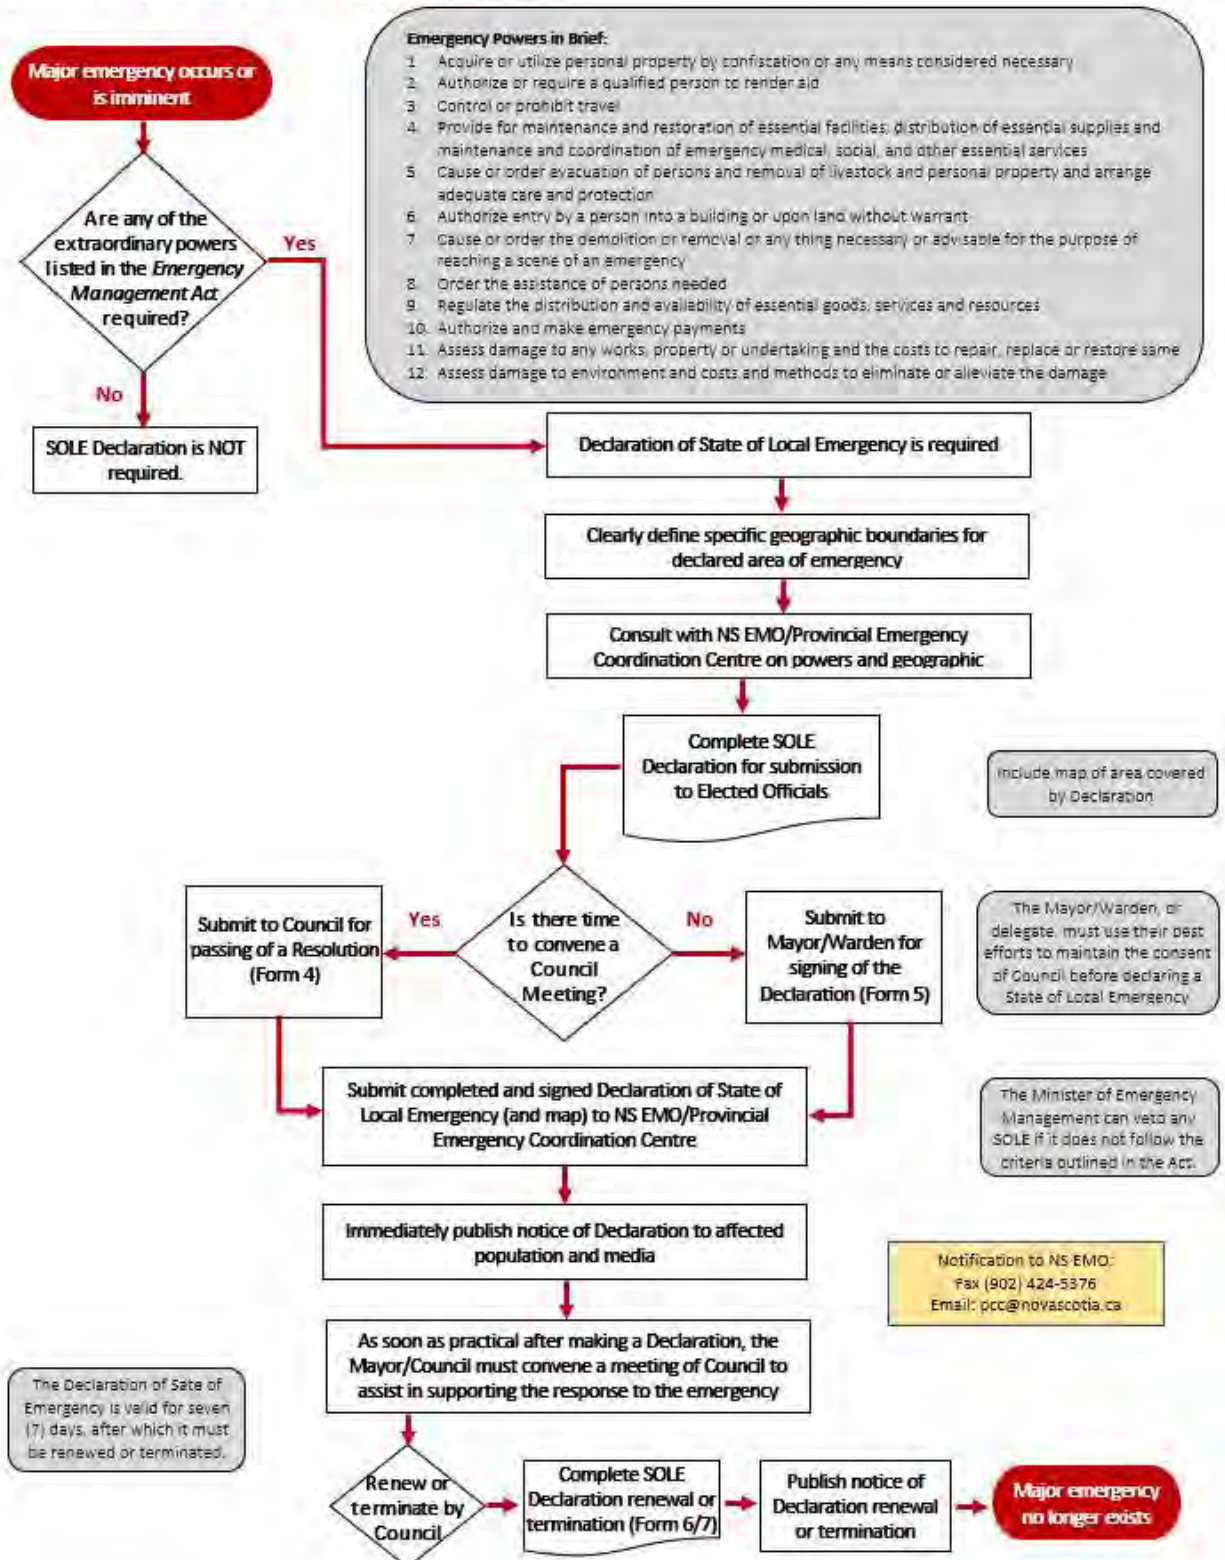 Major emergency occurs or
is imminent
Emergency Powers in Brief:
1. Acquire or utilize personal property by confiscation or any means considered necessary
2. Authorize or require a qualified person to render aid
3. Control or prohibit travel
4. Provide for maintenance and restoration of essential facilities, distribution of essential supplies and
maintenance and coordination of emergency medical, social, and other essential services
5. Cause or order evacuation of persons and removal of livestock and personal property and arrange
adequate care and protection
6. Authorize entry by a person into a building or upon land without warrant
7. Cause or order the demolition or removal or any thing necessary or advisable for the purpose of
reaching a scene of an emergency
8. Order the assistance of persons needed
9. Regulate the distribution and availability of essential goods, services and resources
10. Authorize and make emergency payments
11. Assess damage to any works, property or undertaking and the costs to repair, replace or restore same
12. Assess damage to environment and costs and methods to eliminate or alleviate the damage
Are any of the
extraordinary powers
listed in the Emergency
Management Act
required?
Yes
No
SOLE Declaration is NOT
required.
Declaration of State of Local Emergency is required
Clearly define specific geographic boundaries for
declared area of emergency
Consult with NS EMO/Provincial Emergency
Coordination Centre on powers and geographic
Complete SOLE
Declaration for submission
to Elected Officials
Include map of area covered
by Declaration
Submit to Council for
passing of a Resolution
(Form 4)
Yes
Is there time
to convene a
Council
Meeting?
No
Submit to
Mayor/Warden for
signing of the
Declaration (Form 5)
The Mayor/Warden, or
delegate, must use their best
efforts to maintain the consent
of Council before declaring a
State of Local Emergency
Submit completed and signed Declaration of State of
Local Emergency (and map) to NS EMO/Provincial
Emergency Coordination Centre
The Minister of Emergency
Management can veto any
SOLE if it does not follow the
criteria outlined in the Act.
Immediately publish notice of Declaration to affected
population and media
Notification to NS EMO:
Fax (902) 424-5376
Email: pcc@novascotia.ca
As soon as practical after making a Declaration, the
Mayor/Council must convene a meeting of Council to
assist in supporting the response to the emergency
The Declaration of Sate of
Emergency is valid for seven
(7) days, after which it must
be renewed or terminated.
Renew or
terminate by
Council
Complete SOLE
Declaration renewal or
termination (Form 6/7)
Publish notice of
Declaration renewal
or termination
Major emergency
no longer exists